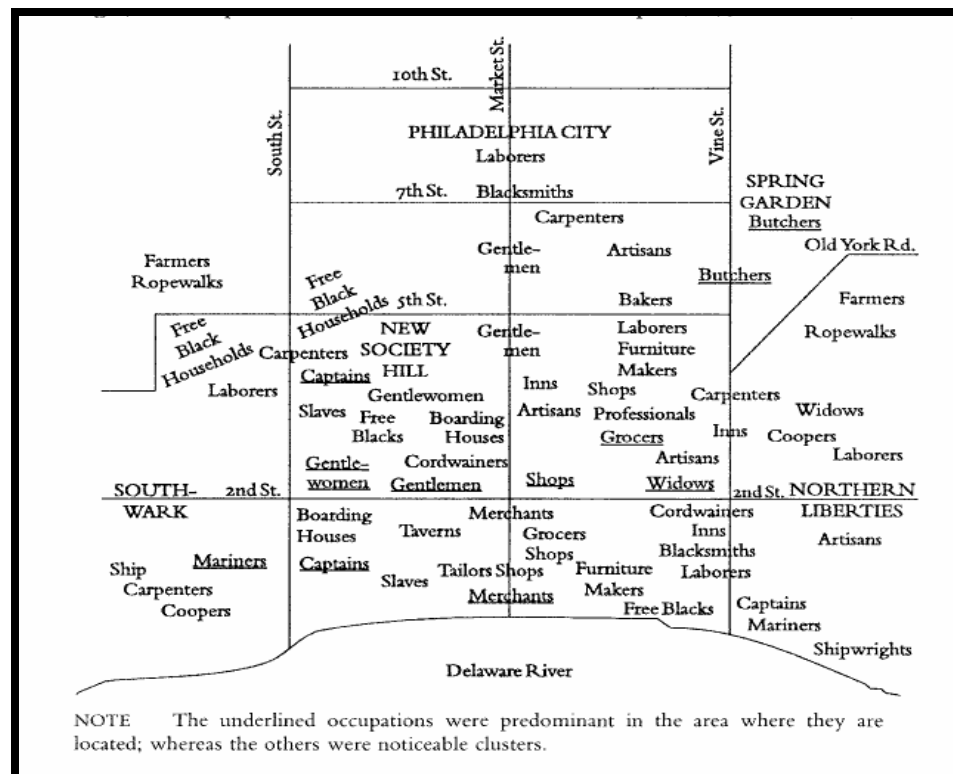 Market St.
10th St.
South St.
Vine St.
PHILADELPHIA CITY
Laborers
7th St.
Blacksmiths
SPRING
GARDEN
Butchers
Carpenters
Old York Rd.
Gentle-
men
Artisans
Butchers
Farmers
Ropewalks
Free
Black
Households
5th St.
Bakers
Farmers
Ropewalks
Free
Black
Households
NEW
SOCIETY
HILL
Gentle-
men
Laborers
Furniture
Makers
Carpenters
Captains
Laborers
Gentlewomen
Inns
Shops
Carpenters
Slaves
Free
Blacks
Boarding
Houses
Artisans
Professionals
Grocers
Inns
Widows
Coopers
Laborers
Gentle-
women
Cordwainers
Gentlemen
Shops
Artisans
Widows
SOUTH-
WARK
2nd St.
2nd St.
NORTHERN
LIBERTIES
Boarding
Houses
Merchants
Taverns
Grocers
Shops
Cordwainers
Inns
Blacksmiths
Laborers
Artisans
Ship
Carpenters
Coopers
Mariners
Captains
Slaves
Tailors Shops
Merchants
Furniture
Makers
Free Blacks
Captains
Mariners
Shipwrights
Delaware River
NOTE The underlined occupations were predominant in the area where they are
located; whereas the others were noticeable clusters.